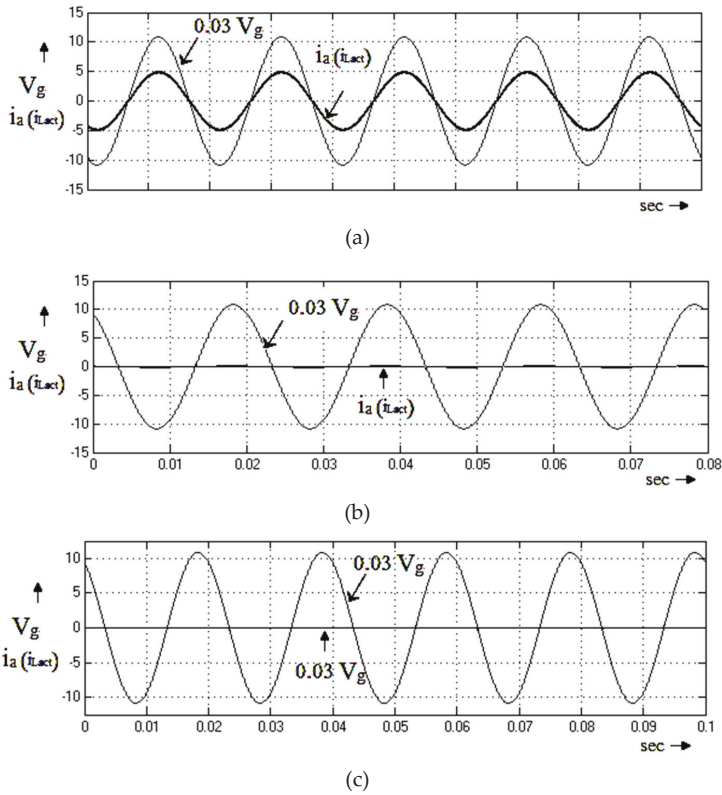 15
10
5
0
-5
-10
-15
0.03 Vg
ia (iLact)
Vg
ia (iLact)
sec
(a)
15
10
5
0
-5
-10
-15
0.03 Vg
ia (iLact)
Vg
ia (iLact)
0 0.01 0.02 0.03 0.04 0.05 0.06 0.07 0.08
sec
(b)
10
5
0
-5
-10
0.03 Vg
0.03 Vg
Vg
ia (iLact)
0 0.01 0.02 0.03 0.04 0.05 0.06 0.07 0.08 0.09 0.1
sec
(c)